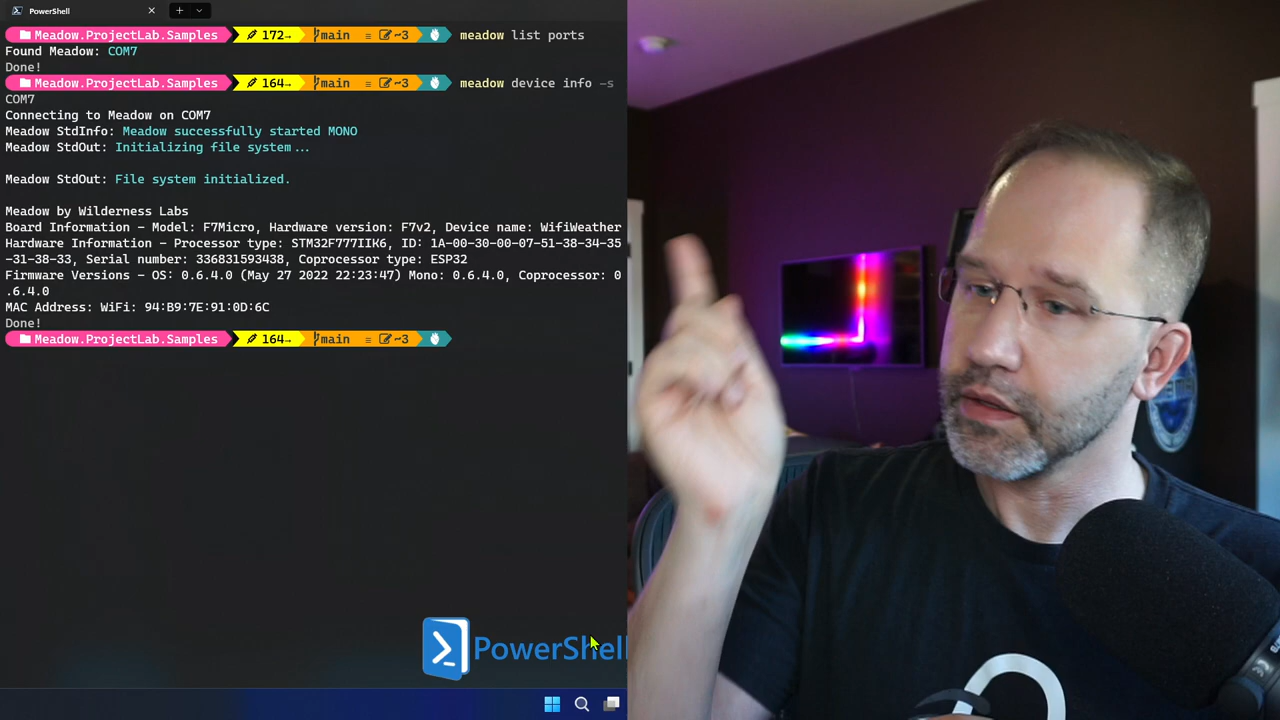 PowerShell
Meadow.ProjectLab.Samples 172→ main ≡ ~3 meadow list ports
Found Meadow: COM7
Done!
Meadow.ProjectLab.Samples 164→ main ≡ ~3 meadow device info -s
COM7
Connecting to Meadow on COM7
Meadow StdInfo: Meadow successfully started MONO
Meadow StdOut: Initializing file system...
Meadow StdOut: File system initialized.
Meadow by Wilderness Labs
Board Information - Model: F7Micro, Hardware version: F7v2, Device name: WifiWeather
Hardware Information - Processor type: STM32F777IIK6, ID: 1A-00-30-00-07-51-38-34-35
-31-38-33, Serial number: 336831593438, Coprocessor type: ESP32
Firmware Versions - OS: 0.6.4.0 (May 27 2022 22:23:47) Mono: 0.6.4.0, Coprocessor: 0
.6.4.0
MAC Address: WiFi: 94:B9:7E:91:0D:6C
Done!
Meadow.ProjectLab.Samples 164→ main ≡ ~3
PowerShell